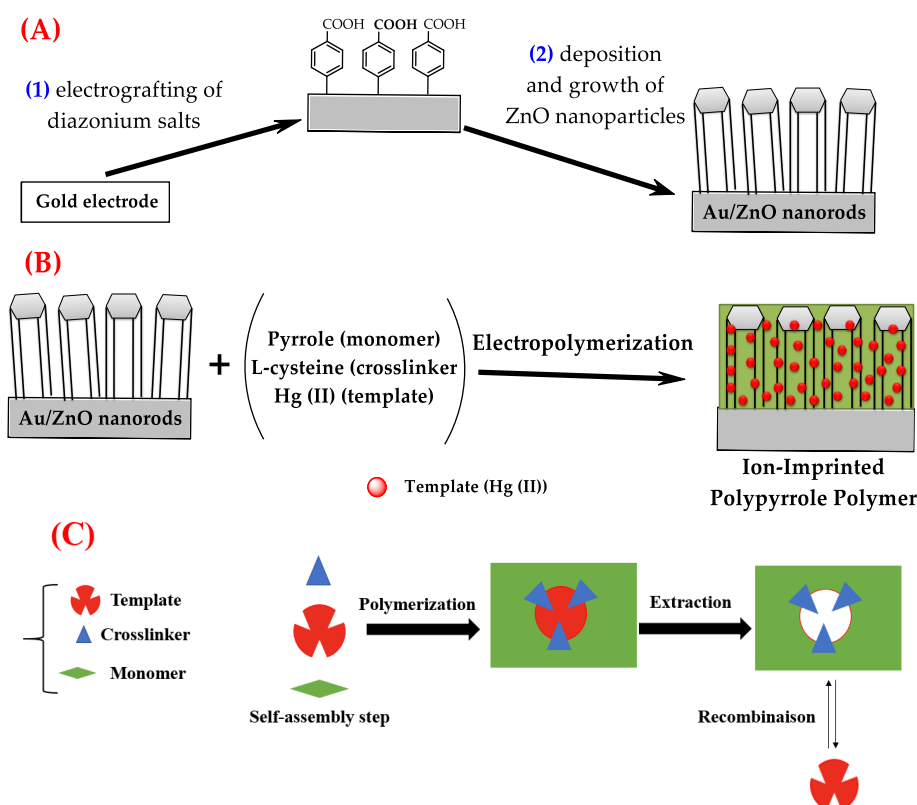 (A)
COOH COOH COOH
(1) electrografting of
diazonium salts
(2) deposition
and growth of
ZnO nanoparticles
Gold electrode
Au/ZnO nanorods
(B)
Au/ZnO nanorods
+
Pyrrole (monomer)
L-cysteine (crosslinker
Hg (II) (template)
Electropolymerization
Ion-Imprinted
Polypyrrole Polymer
Template (Hg (II))
(C)
Template
Crosslinker
Monomer
Self-assembly step
Polymerization
Extraction
Recombinaison